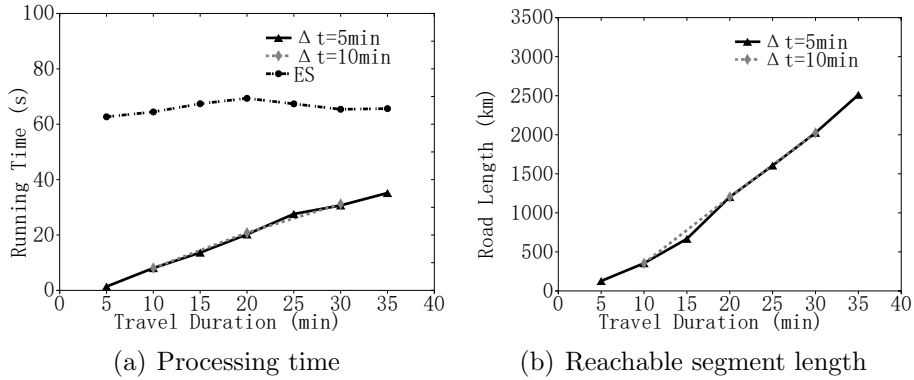 100
80
60
40
20
0
Running Time (s)
Δ t=5min
Δ t=10min
ES
0 5 10 15 20 25 30 35 40
Travel Duration (min)
(a) Processing time
3500
3000
2500
2000
1500
1000
500
0
Road Length (km)
Δ t=5min
Δ t=10min
0 5 10 15 20 25 30 35 40
Travel Duration (min)
(b) Reachable segment length